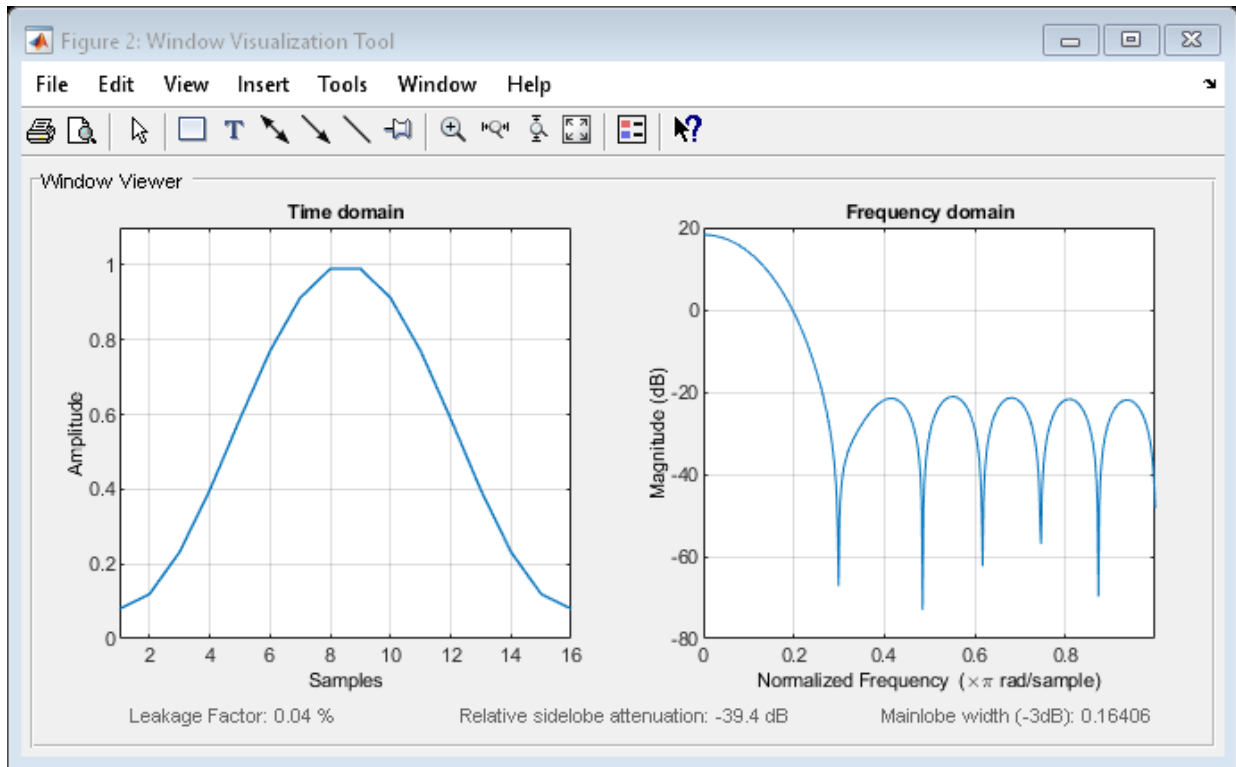 Figure 2: Window Visualization Tool
File Edit View Insert Tools Window Help
T ?
Window Viewer
Time domain
1
0.8
0.6
0.4
0.2
0
Amplitude
2 4 6 8 10 12 14 16
Samples
Frequency domain
20
0
-20
-40
-60
-80
Magnitude (dB)
0 0.2 0.4 0.6 0.8
Normalized Frequency (×π rad/sample)
Leakage Factor: 0.04 % Relative sidelobe attenuation: -39.4 dB Mainlobe width (-3dB): 0.16406